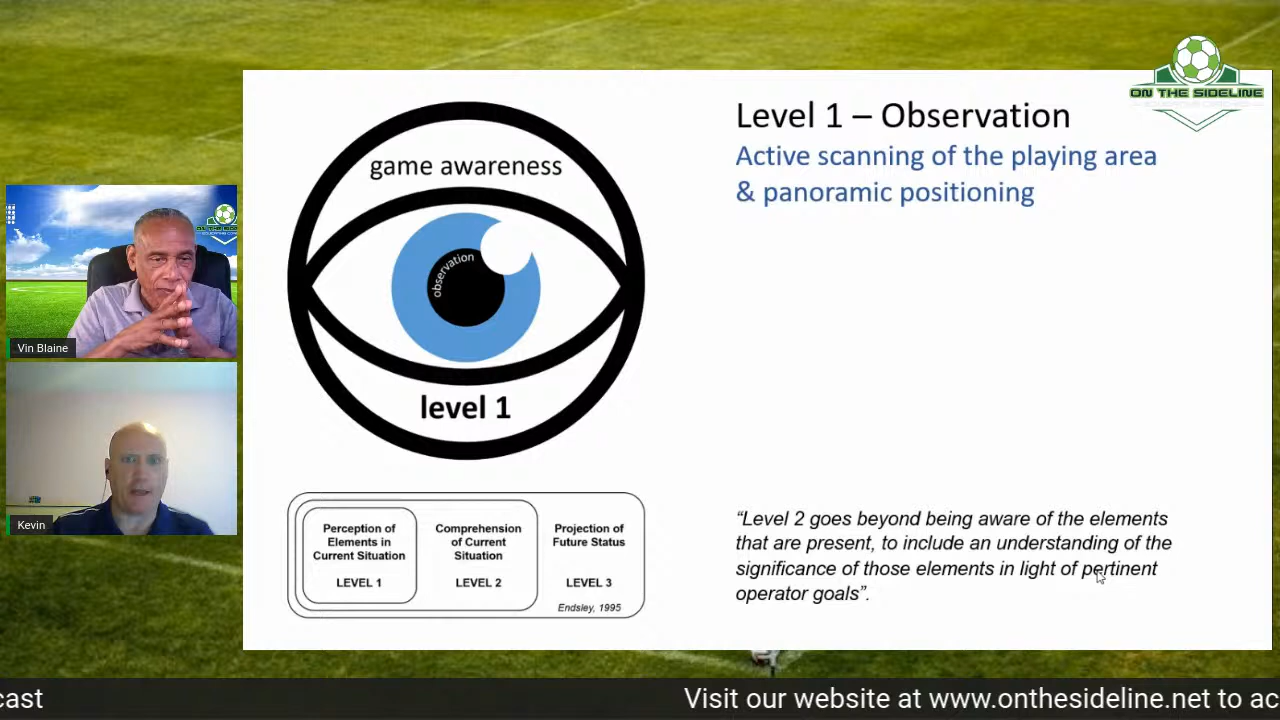 ON THE SIDELINE
Level 1 – Observation
Active scanning of the playing area
& panoramic positioning
game awareness
observation
level 1
Vin Blaine
Kevin
Perception of
Elements in
Current Situation
LEVEL 1
Comprehension
of Current
Situation
LEVEL 2
Projection of
Future Status
LEVEL 3
Endsley, 1995
“Level 2 goes beyond being aware of the elements
that are present, to include an understanding of the
significance of those elements in light of pertinent
operator goals”.
cast
Visit our website at www.onthesideline.net to ac